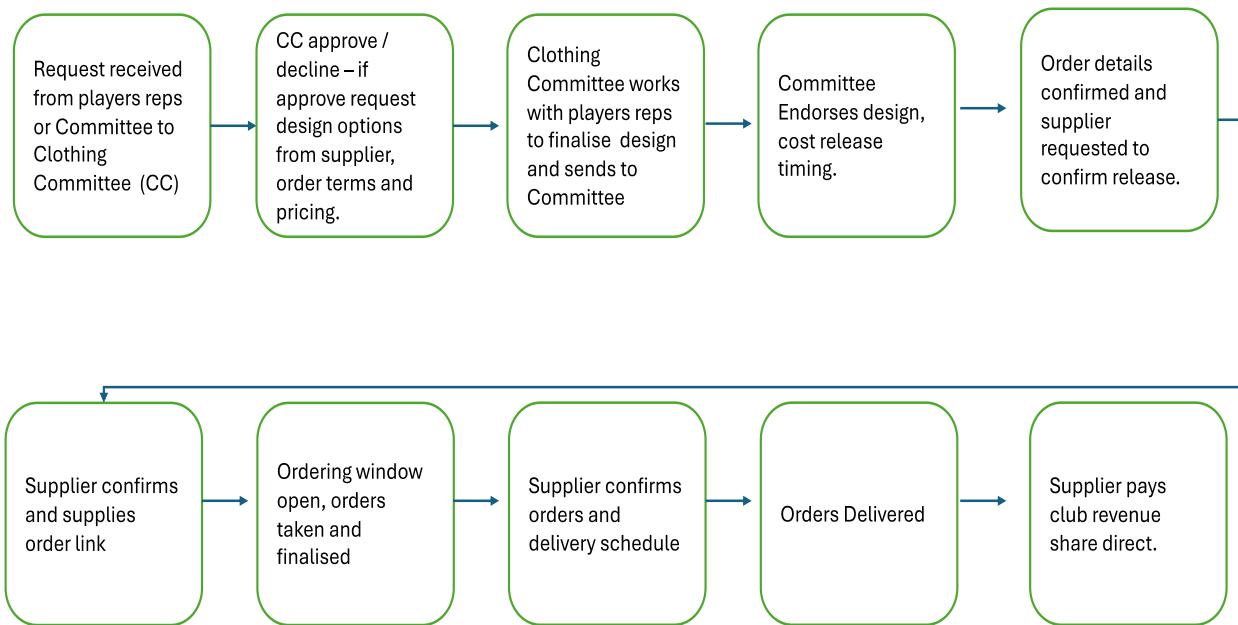 Request received
from players reps
or Committee to
Clothing
Committee (CC)
CC approve /
decline – if
approve request
design options
from supplier,
order terms and
pricing.
Clothing
Committee works
with players reps
to finalise design
and sends to
Committee
Committee
Endorses design,
cost release
timing.
Order details
confirmed and
supplier
requested to
confirm release.
Supplier confirms
and supplies
order link
Ordering window
open, orders
taken and
finalised
Supplier confirms
orders and
delivery schedule
Orders Delivered
Supplier pays
club revenue
share direct.